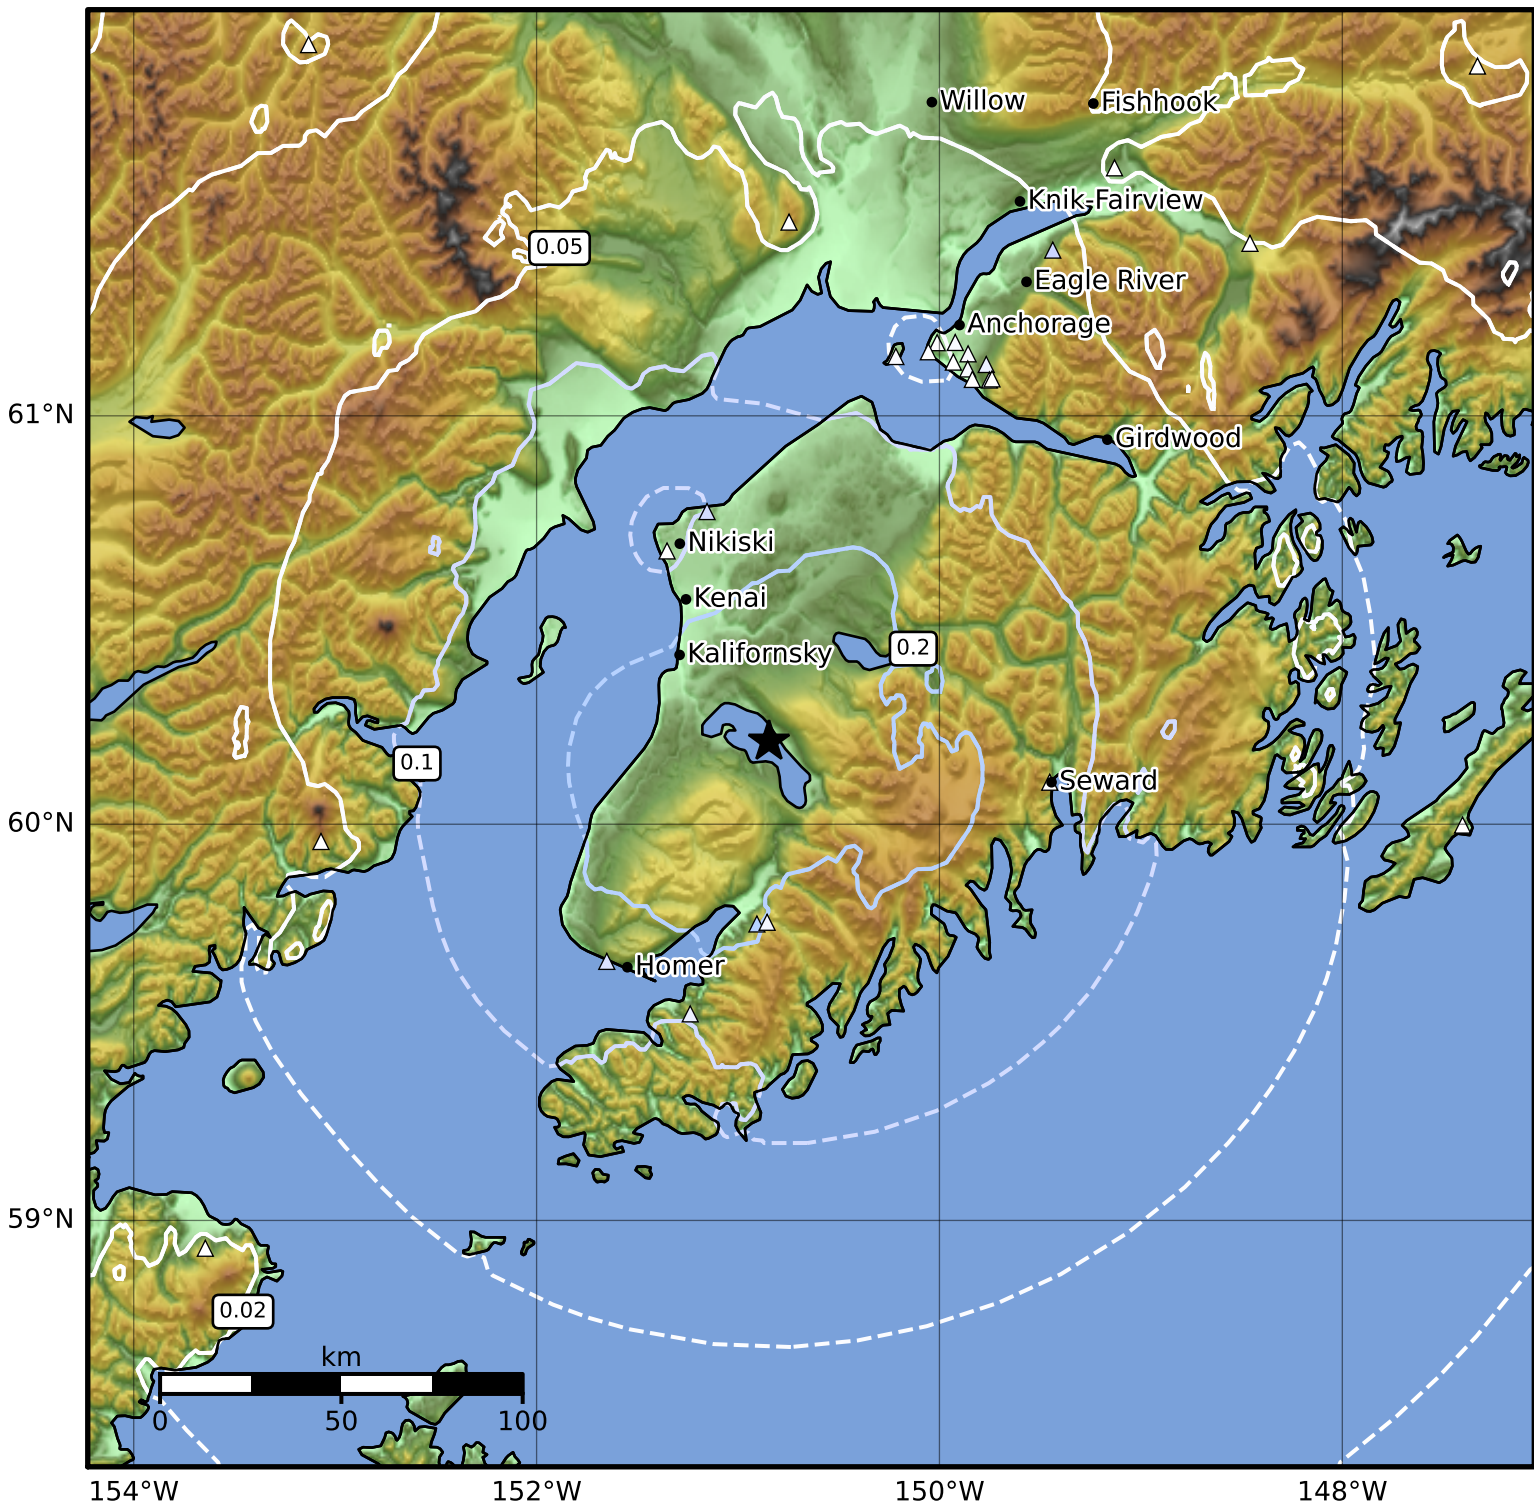 Willow
Fishhook
Knik-Fairview
0.05
Eagle River
Anchorage
61°N
Girdwood
Nikiski
Kenai
Kalifornsky
0.2
0.1
Seward
60°N
Homer
59°N
0.02
km
0 50 100
154°W 152°W 150°W 148°W